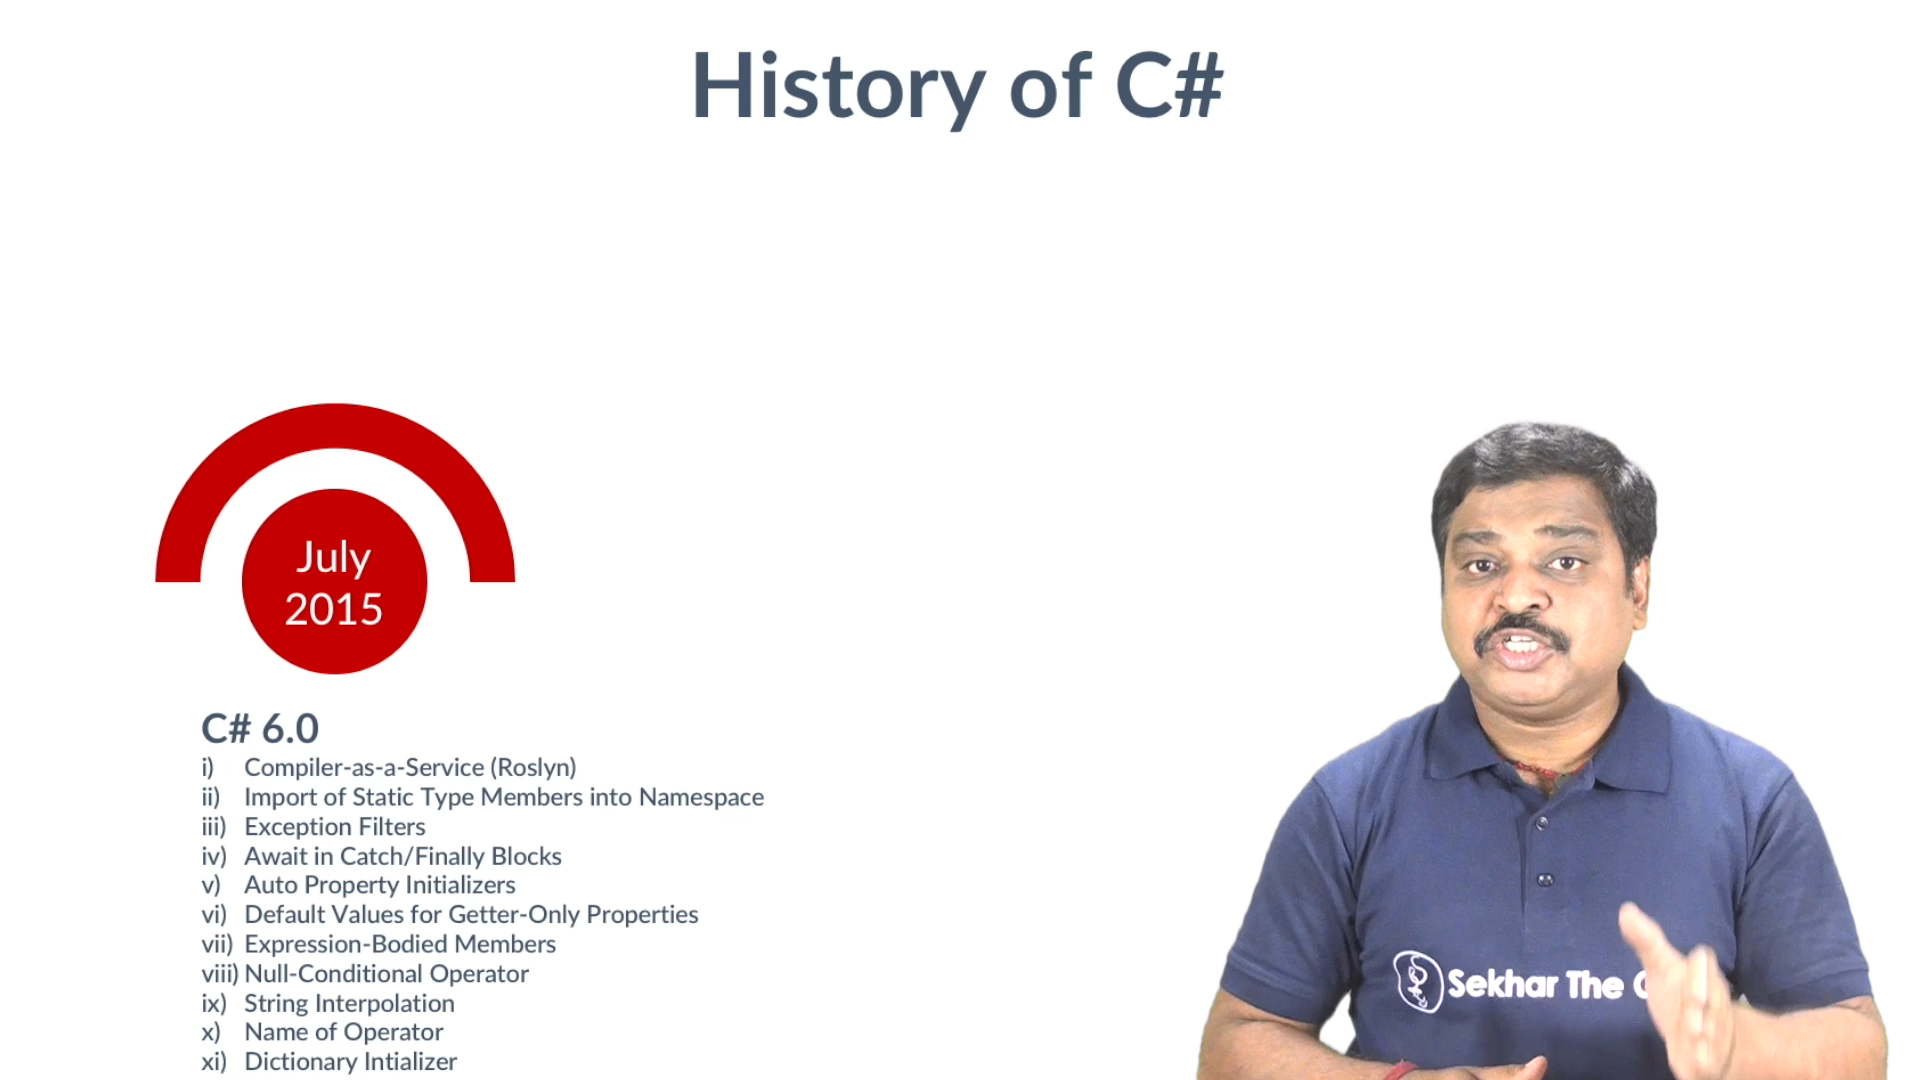 History of C#
July
2015
C# 6.0
i) Compiler-as-a-Service (Roslyn)
ii) Import of Static Type Members into Namespace
iii) Exception Filters
iv) Await in Catch/Finally Blocks
v) Auto Property Initializers
vi) Default Values for Getter-Only Properties
vii) Expression-Bodied Members
viii) Null-Conditional Operator
ix) String Interpolation
x) Name of Operator
xi) Dictionary Intializer
Sekhar The